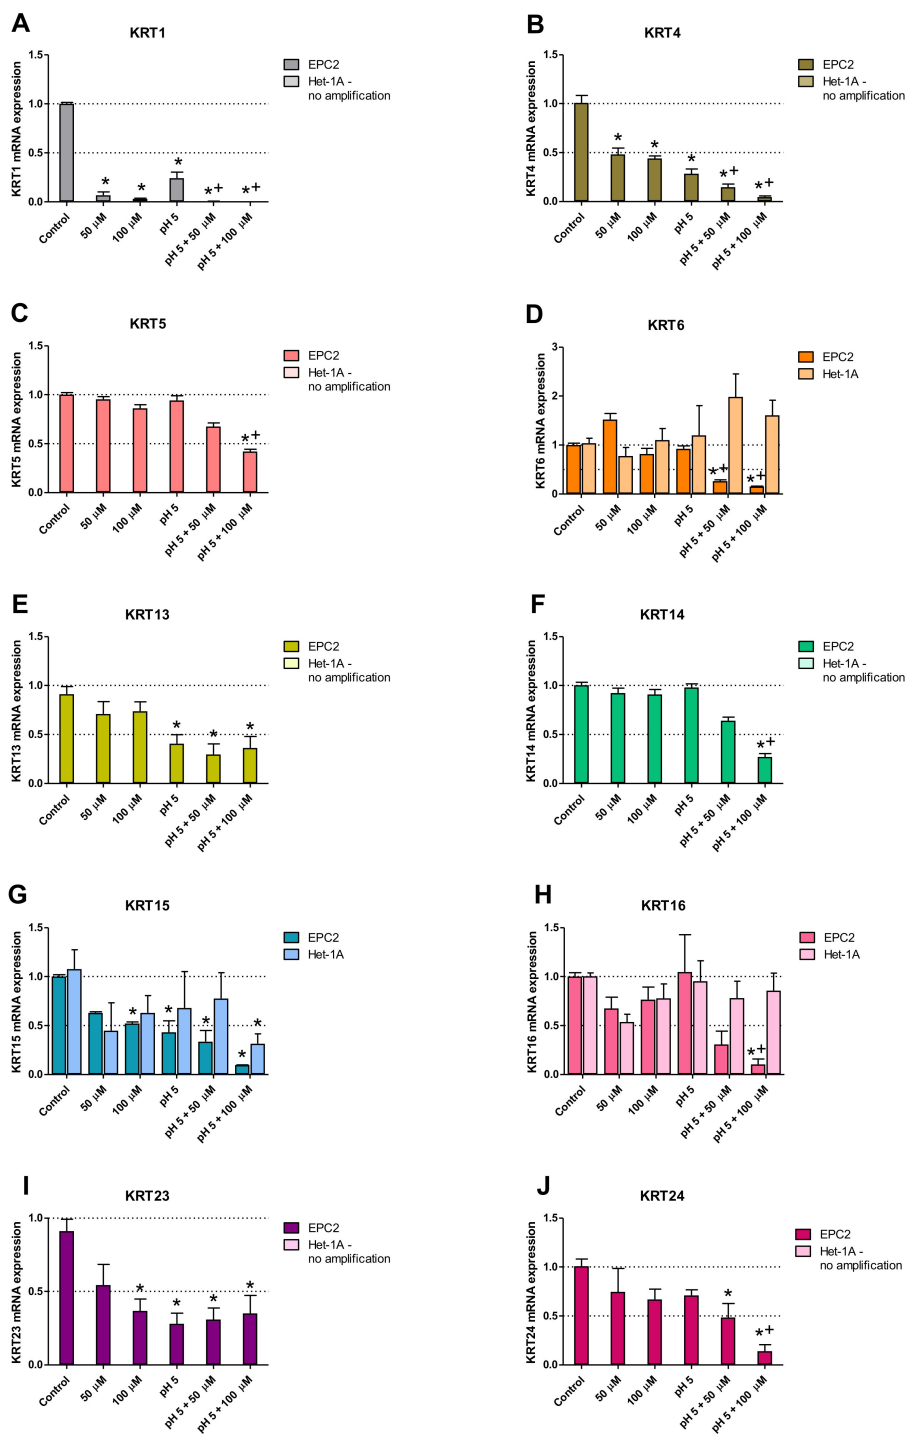 A
KRT1
KRT1 mRNA expression
1.5
1.0
0.5
0.0
* * * *+ *+
Control
50 µM
100 µM
pH 5
pH 5 + 50 µM
pH 5 + 100 µM
EPC2
Het-1A -
no amplification
B
KRT4
KRT4 mRNA expression
1.5
1.0
0.5
0.0
* * * *+ *+
Control
50 µM
100 µM
pH 5
pH 5 + 50 µM
pH 5 + 100 µM
EPC2
Het-1A -
no amplification
C
KRT5
KRT5 mRNA expression
1.5
1.0
0.5
0.0
*+
Control
50 µM
100 µM
pH 5
pH 5 + 50 µM
pH 5 + 100 µM
EPC2
Het-1A -
no amplification
D
KRT6
KRT6 mRNA expression
3
2
1
0
*+ *+
Control
50 µM
100 µM
pH 5
pH 5 + 50 µM
pH 5 + 100 µM
EPC2
Het-1A
E
KRT13
KRT13 mRNA expression
1.5
1.0
0.5
0.0
* * *
Control
50 µM
100 µM
pH 5
pH 5 + 50 µM
pH 5 + 100 µM
EPC2
Het-1A -
no amplification
F
KRT14
KRT14 mRNA expression
1.5
1.0
0.5
0.0
*+
Control
50 µM
100 µM
pH 5
pH 5 + 50 µM
pH 5 + 100 µM
EPC2
Het-1A -
no amplification
G
KRT15
KRT15 mRNA expression
1.5
1.0
0.5
0.0
* * * * *
Control
50 µM
100 µM
pH 5
pH 5 + 50 µM
pH 5 + 100 µM
EPC2
Het-1A
H
KRT16
KRT16 mRNA expression
1.5
1.0
0.5
0.0
*+
Control
50 µM
100 µM
pH 5
pH 5 + 50 µM
pH 5 + 100 µM
EPC2
Het-1A
I
KRT23
KRT23 mRNA expression
1.0
0.5
0.0
* * * *
Control
50 µM
100 µM
pH 5
pH 5 + 50 µM
pH 5 + 100 µM
EPC2
Het-1A -
no amplification
J
KRT24
KRT24 mRNA expression
1.5
1.0
0.5
0.0
* *+
Control
50 µM
100 µM
pH 5
pH 5 + 50 µM
pH 5 + 100 µM
EPC2
Het-1A -
no amplification